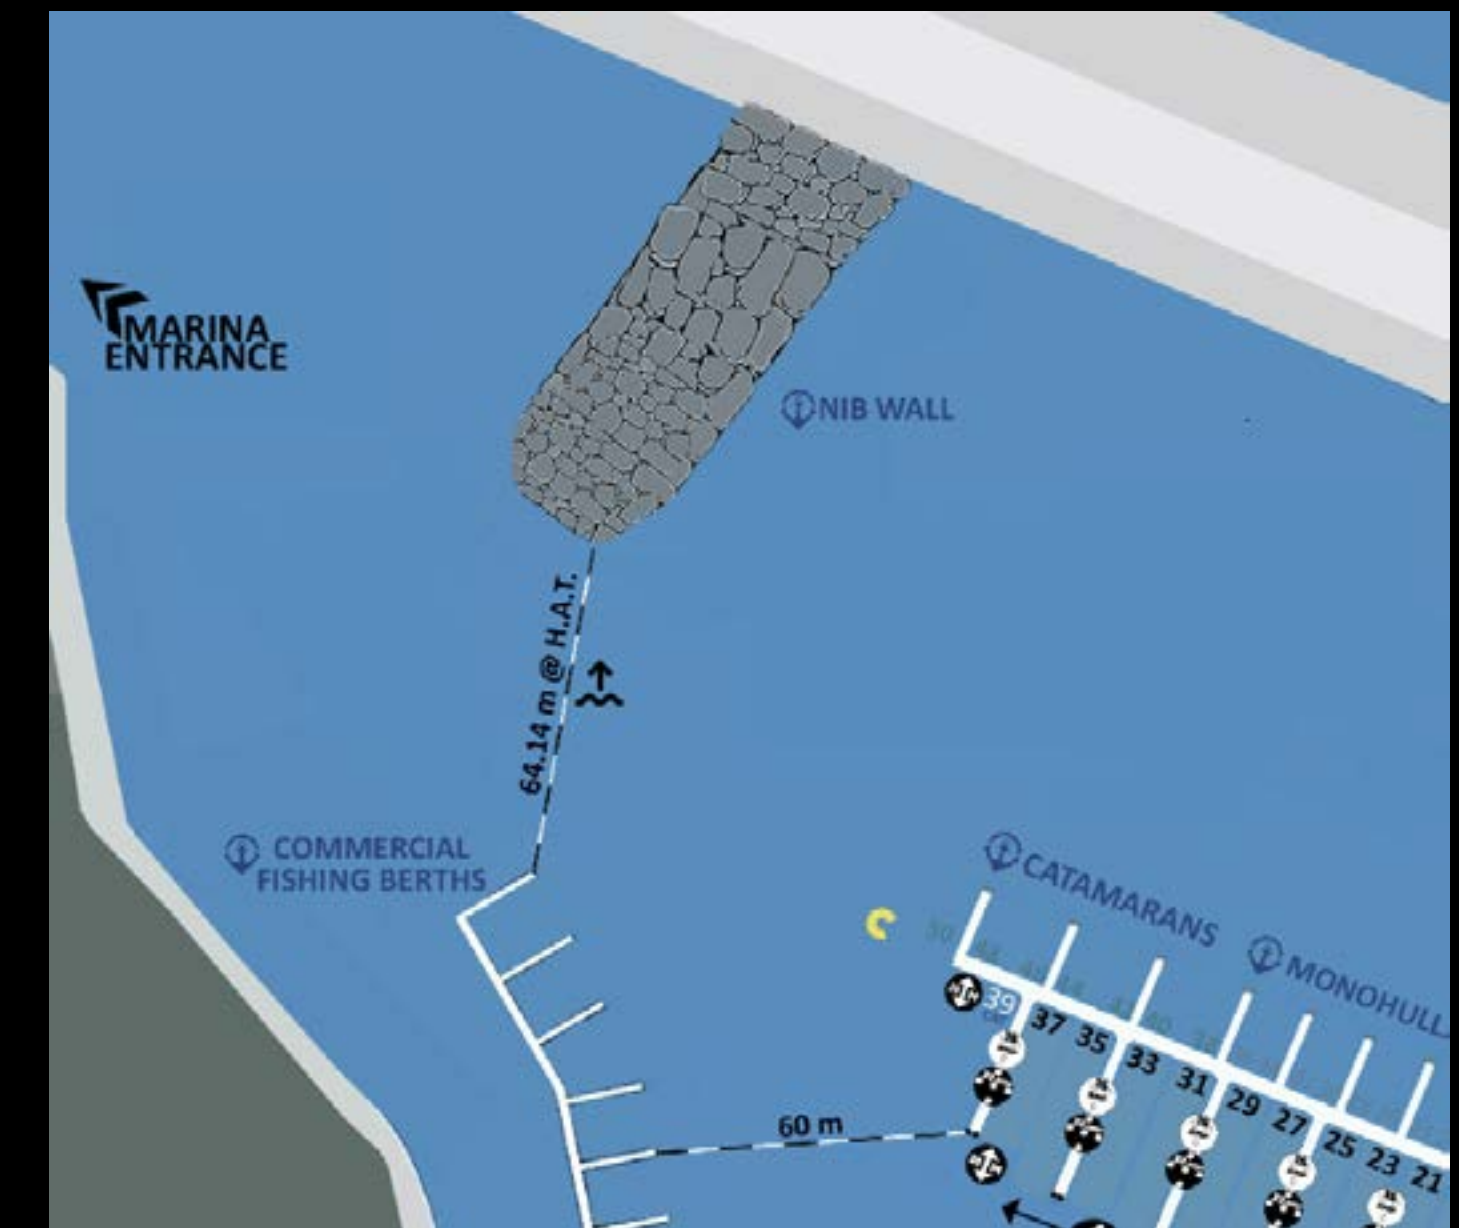 MARINA
ENTRANCE
NIB WALL
64.14 m @ H.A.T.
COMMERCIAL
FISHING BERTHS
CATAMARANS
MONOHULL
39
37
35
33
31
29
27
25
23
21
60 m